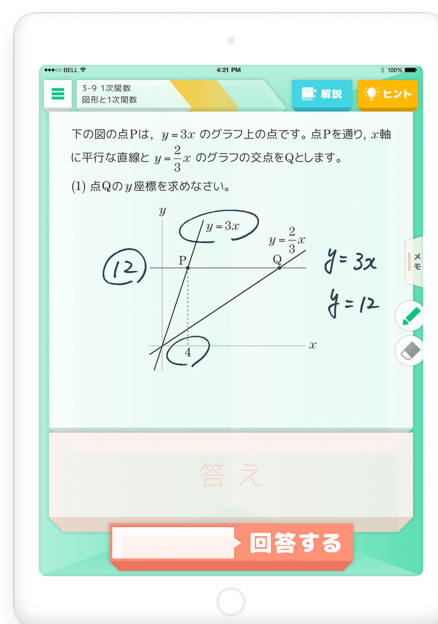 BELL 4:21 PM 100%
3-9 1次関数
図形と1次関数
解説
ヒント
下の図の点Pは, y=3x のグラフ上の点です。点Pを通り, x軸
に平行な直線と y=2/3x のグラフの交点をQとします。
(1) 点Qのy座標を求めなさい。
y
y=3x
y=2/3x
12
P
Q
y=3x
y=12
メモ
4
x
答え
回答する